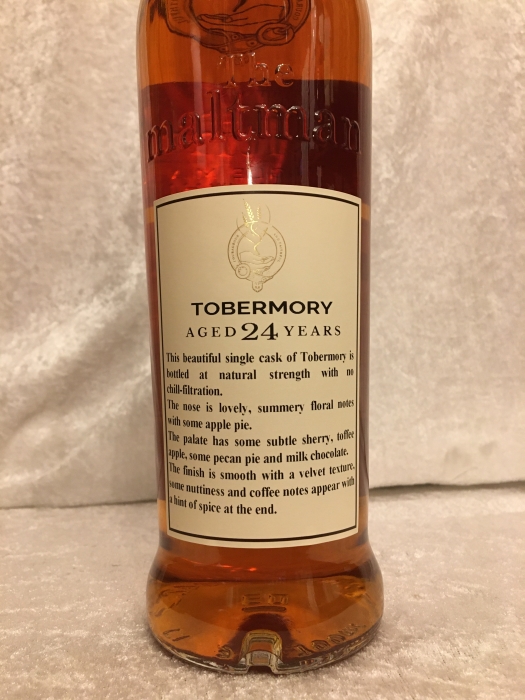 The
maltman
TOBERMORY
AGED 24 YEARS
This beautiful single cask of Tobermory is
bottled at natural strength with no
chill-filtration.
The nose is lovely, summery floral notes
with some apple pie.
The palate has some subtle sherry, toffee
apple, some pecan pie and milk chocolate.
The finish is smooth with a velvet texture,
some nuttiness and coffee notes appear with
a hint of spice at the end.